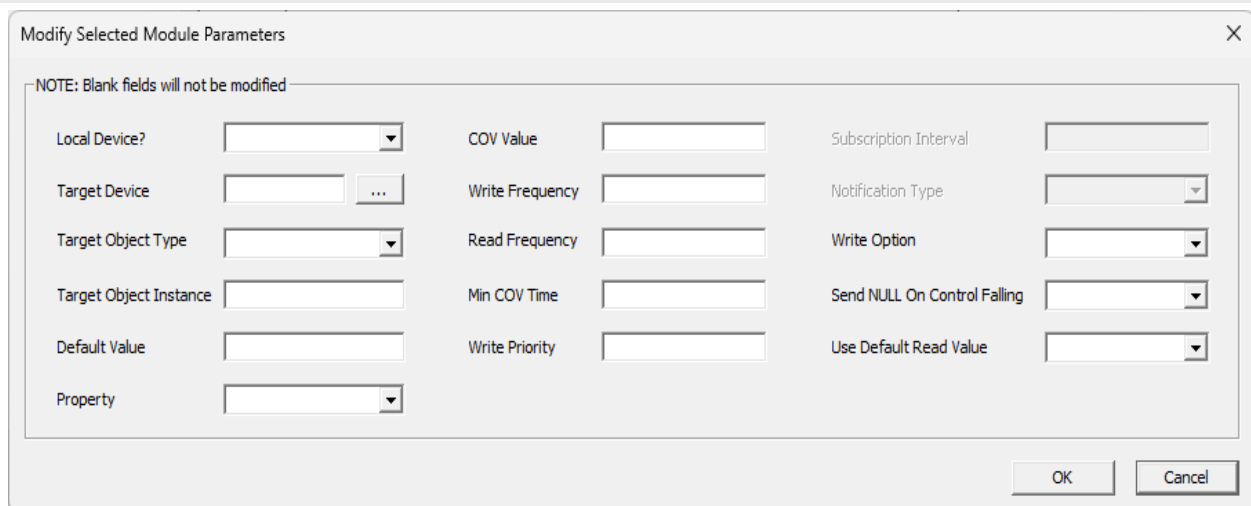 Modify Selected Module Parameters
NOTE: Blank fields will not be modified
Local Device?
COV Value
Subscription Interval
Target Device
...
Write Frequency
Notification Type
Target Object Type
Read Frequency
Write Option
Target Object Instance
Min COV Time
Send NULL On Control Falling
Default Value
Write Priority
Use Default Read Value
Property
OK
Cancel